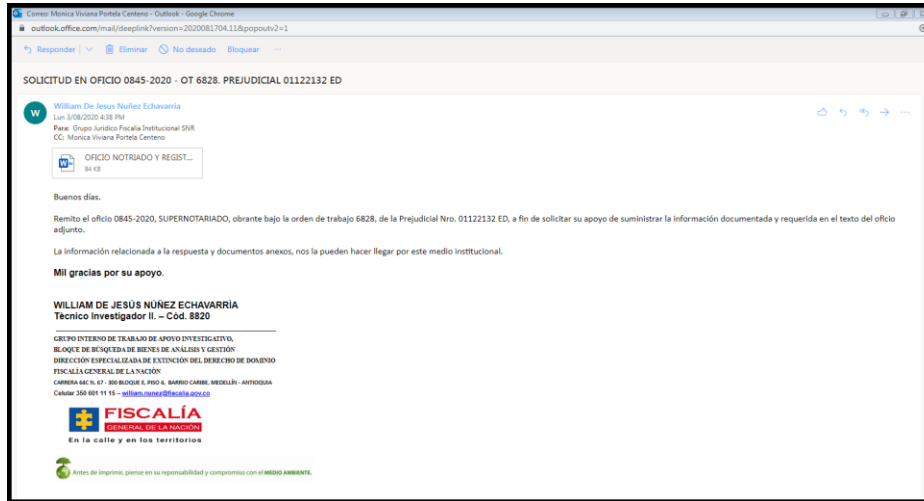 Correo: Monica Viviana Portela Centeno - Outlook - Google Chrome
outlook.office.com/mail/deeplink?version=2020081704.11&popoutv2=1
Responder Eliminar No deseado Bloquear ...
SOLICITUD EN OFICIO 0845-2020 - OT 6828. PREJUDICIAL 01122132 ED
W
William De Jesus Nuñez Echavarria
Lun 3/08/2020 4:38 PM
Para: Grupo Juridico Fiscalia Institucional SNR
CC: Monica Viviana Portela Centeno
OFICIO NOTRIADO Y REGIST...
84 KB
Buenos días.
Remito el oficio 0845-2020, SUPERNOTARIADO, obrante bajo la orden de trabajo 6828, de la Prejudicial Nro. 01122132 ED, a fin de solicitar su apoyo de suministrar la información documentada y requerida en el texto del oficio
adjunto.
La información relacionada a la respuesta y documentos anexos, nos la pueden hacer llegar por este medio institucional.
Mil gracias por su apoyo.
WILLIAM DE JESÚS NÚÑEZ ECHAVARRÍA
Técnico Investigador II. – Cód. 8820
GRUPO INTERNO DE TRABAJO DE APOYO INVESTIGATIVO,
BLOQUE DE BÚSQUEDA DE BIENES DE ANÁLISIS Y GESTIÓN
DIRECCIÓN ESPECIALIZADA DE EXTINCIÓN DEL DERECHO DE DOMINIO
FISCALÍA GENERAL DE LA NACIÓN
CARRERA 64C N. 67 - 300 BLOQUE E, PISO 4, BARRIO CARIBE, MEDELLÍN - ANTIOQUIA
Celular 350 601 11 15 – william.nunez@fiscalia.gov.co
FISCALÍA
GENERAL DE LA NACIÓN
En la calle y en los territorios
Antes de imprimir, piense en su reponsabilidad y compromiso con el MEDIO AMBIENTE.